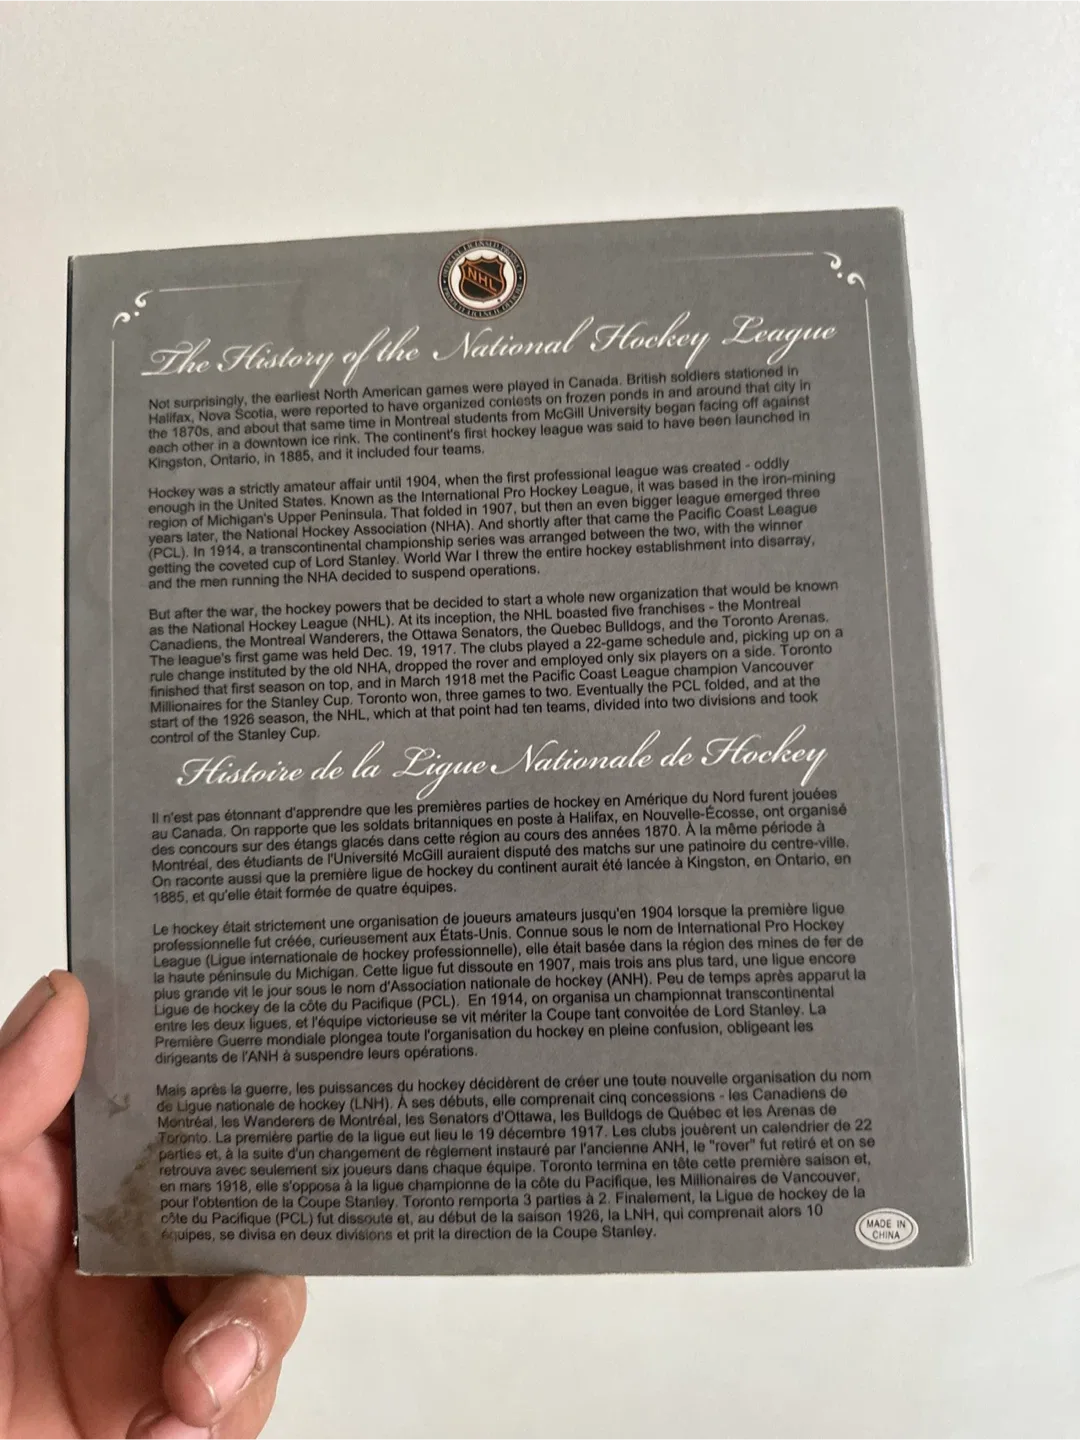 NHL
The History of the National Hockey League
Not surprisingly, the earliest North American games were played in Canada. British soldiers stationed in
Halifax, Nova Scotia, were reported to have organized contests on frozen ponds in and around that city in
the 1870s, and about that same time in Montreal students from McGill University began facing off against
each other in a downtown ice rink. The continent's first hockey league was said to have been launched in
Kingston, Ontario, in 1885, and it included four teams.
Hockey was a strictly amateur affair until 1904, when the first professional league was created - oddly
enough in the United States. Known as the International Pro Hockey League, it was based in the iron-mining
region of Michigan's Upper Peninsula. That folded in 1907, but then an even bigger league emerged three
years later, the National Hockey Association (NHA). And shortly after that came the Pacific Coast League
(PCL). In 1914, a transcontinental championship series was arranged between the two, with the winner
getting the coveted cup of Lord Stanley. World War I threw the entire hockey establishment into disarray,
and the men running the NHA decided to suspend operations.
But after the war, the hockey powers that be decided to start a whole new organization that would be known
as the National Hockey League (NHL). At its inception, the NHL boasted five franchises - the Montreal
Canadiens, the Montreal Wanderers, the Ottawa Senators, the Quebec Bulldogs, and the Toronto Arenas.
The league's first game was held Dec. 19, 1917. The clubs played a 22-game schedule and, picking up on a
rule change instituted by the old NHA, dropped the rover and employed only six players on a side. Toronto
finished that first season on top, and in March 1918 met the Pacific Coast League champion Vancouver
Millionaires for the Stanley Cup. Toronto won, three games to two. Eventually the PCL folded, and at the
start of the 1926 season, the NHL, which at that point had ten teams, divided into two divisions and took
control of the Stanley Cup.
Histoire de la Ligue Nationale de Hockey
Il n'est pas étonnant d'apprendre que les premières parties de hockey en Amérique du Nord furent jouées
au Canada. On rapporte que les soldats britanniques en poste à Halifax, en Nouvelle-Écosse, ont organisé
des concours sur des étangs glacés dans cette région au cours des années 1870. À la même période à
Montréal, des étudiants de l'Université McGill auraient disputé des matchs sur une patinoire du centre-ville.
On raconte aussi que la première ligue de hockey du continent aurait été lancée à Kingston, en Ontario, en
1885, et qu'elle était formée de quatre équipes.
Le hockey était strictement une organisation de joueurs amateurs jusqu'en 1904 lorsque la première ligue
professionnelle fut créée, curieusement aux États-Unis. Connue sous le nom de International Pro Hockey
League (Ligue internationale de hockey professionnelle), elle était basée dans la région des mines de fer de
la haute péninsule du Michigan. Cette ligue fut dissoute en 1907, mais trois ans plus tard, une ligue encore
plus grande vit le jour sous le nom d'Association nationale de hockey (ANH). Peu de temps après apparut la
Ligue de hockey de la côte du Pacifique (PCL). En 1914, on organisa un championnat transcontinental
entre les deux ligues, et l'équipe victorieuse se vit mériter la Coupe tant convoitée de Lord Stanley. La
Première Guerre mondiale plongea toute l'organisation du hockey en pleine confusion, obligeant les
dirigeants de l'ANH à suspendre leurs opérations.
Mais après la guerre, les puissances du hockey décidèrent de créer une toute nouvelle organisation du nom
de Ligue nationale de hockey (LNH). À ses débuts, elle comprenait cinq concessions - les Canadiens de
Montréal, les Wanderers de Montréal, les Senators d'Ottawa, les Bulldogs de Québec et les Arenas de
Toronto. La première partie de la ligue eut lieu le 19 décembre 1917. Les clubs jouèrent un calendrier de 22
parties et, à la suite d'un changement de règlement instauré par l'ancienne ANH, le "rover" fut retiré et on se
retrouva avec seulement six joueurs dans chaque équipe. Toronto termina en tête cette première saison et,
en mars 1918, elle s'opposa à la ligue championne de la côte du Pacifique, les Millionaires de Vancouver,
pour l'obtention de la Coupe Stanley. Toronto remporta 3 parties à 2. Finalement, la Ligue de hockey de la
côte du Pacifique (PCL) fut dissoute et, au début de la saison 1926, la LNH, qui comprenait alors 10
équipes, se divisa en deux divisions et prit la direction de la Coupe Stanley.
MADE IN
CHINA